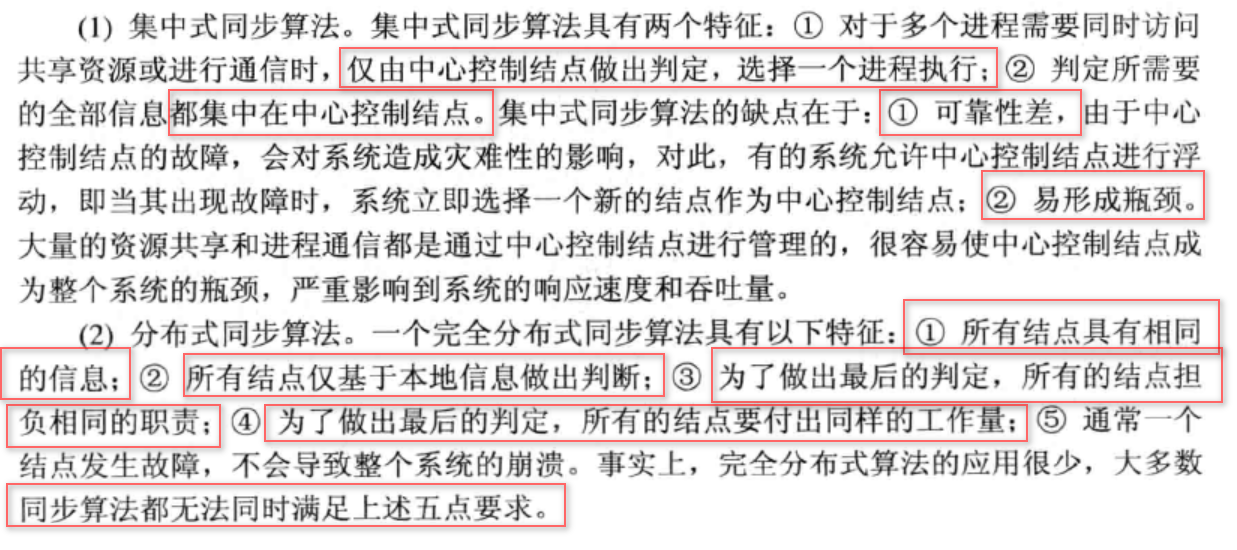 (1) 集中式同步算法。集中式同步算法具有两个特征：① 对于多个进程需要同时访问
共享资源或进行通信时，仅由中心控制结点做出判定，选择一个进程执行；② 判定所需要
的全部信息都集中在中心控制结点。集中式同步算法的缺点在于：① 可靠性差，由于中心
控制结点的故障，会对系统造成灾难性的影响，对此，有的系统允许中心控制结点进行浮
动，即当其出现故障时，系统立即选择一个新的结点作为中心控制结点；② 易形成瓶颈。
大量的资源共享和进程通信都是通过中心控制结点进行管理的，很容易使中心控制结点成
为整个系统的瓶颈，严重影响到系统的响应速度和吞吐量。
(2) 分布式同步算法。一个完全分布式同步算法具有以下特征：① 所有结点具有相同
的信息；② 所有结点仅基于本地信息做出判断；③ 为了做出最后的判定，所有的结点担
负相同的职责；④ 为了做出最后的判定，所有的结点要付出同样的工作量；⑤ 通常一个
结点发生故障，不会导致整个系统的崩溃。事实上，完全分布式算法的应用很少，大多数
同步算法都无法同时满足上述五点要求。